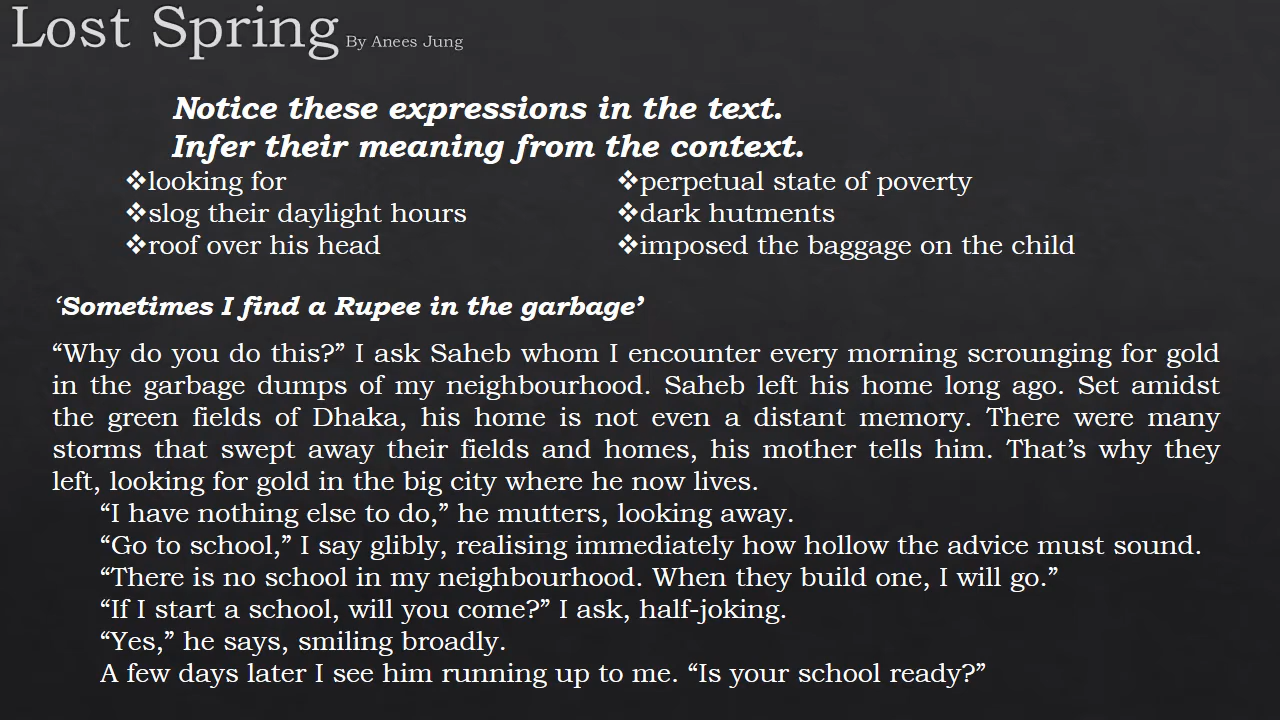 Lost Spring By Anees Jung
Notice these expressions in the text.
Infer their meaning from the context.
❖looking for
❖slog their daylight hours
❖roof over his head
❖perpetual state of poverty
❖dark hutments
❖imposed the baggage on the child
‘Sometimes I find a Rupee in the garbage’
“Why do you do this?” I ask Saheb whom I encounter every morning scrounging for gold
in the garbage dumps of my neighbourhood. Saheb left his home long ago. Set amidst
the green fields of Dhaka, his home is not even a distant memory. There were many
storms that swept away their fields and homes, his mother tells him. That’s why they
left, looking for gold in the big city where he now lives.
“I have nothing else to do,” he mutters, looking away.
“Go to school,” I say glibly, realising immediately how hollow the advice must sound.
“There is no school in my neighbourhood. When they build one, I will go.”
“If I start a school, will you come?” I ask, half-joking.
“Yes,” he says, smiling broadly.
A few days later I see him running up to me. “Is your school ready?”